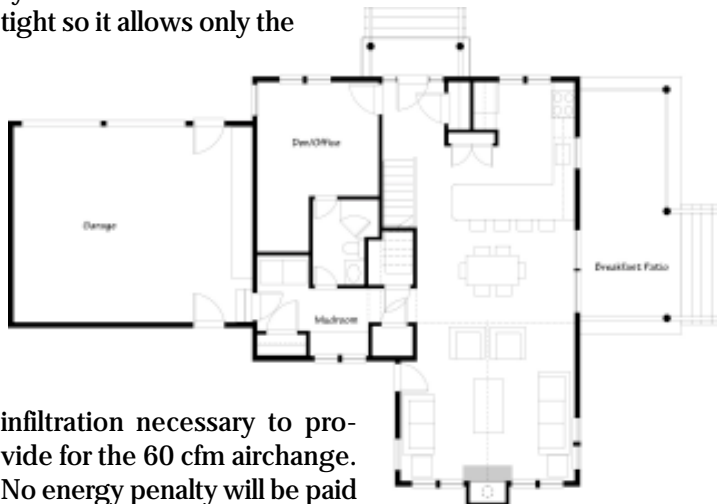 tight so it allows only the
Den/Office
Garage
Breakfast Patio
Mudroom
infiltration necessary to pro-
vide for the 60 cfm airchange.
No energy penalty will be paid